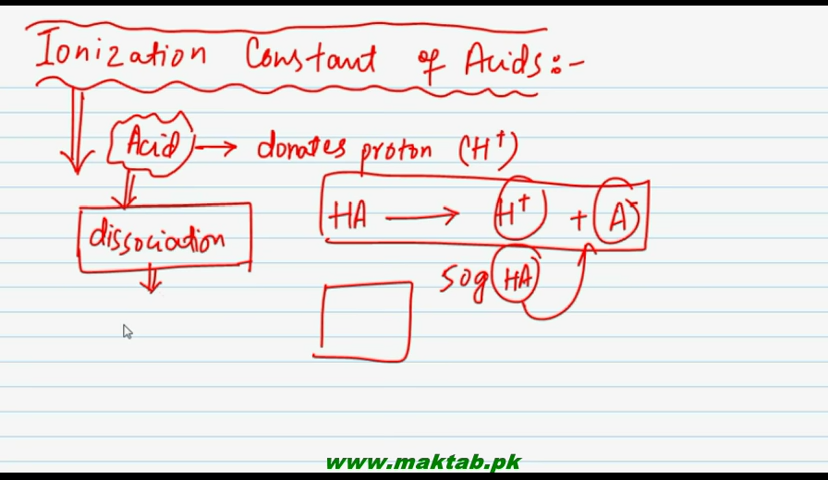 Ionization Constant of Acids:-
Acid → donates proton (H⁺)
HA → H⁺ + A⁻
dissociation
50g HA
www.maktab.pk